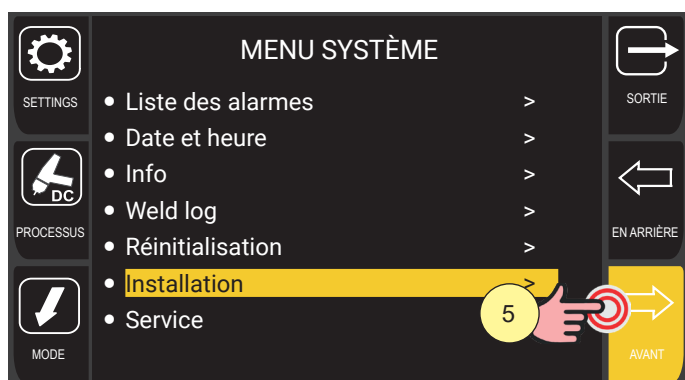 MENU SYSTÈME
SETTINGS
• Liste des alarmes >
SORTIE
• Date et heure >
• Info >
DC
PROCESSUS
• Weld log >
EN ARRIÈRE
• Réinitialisation >
• Installation >
5
• Service
MODE
AVANT